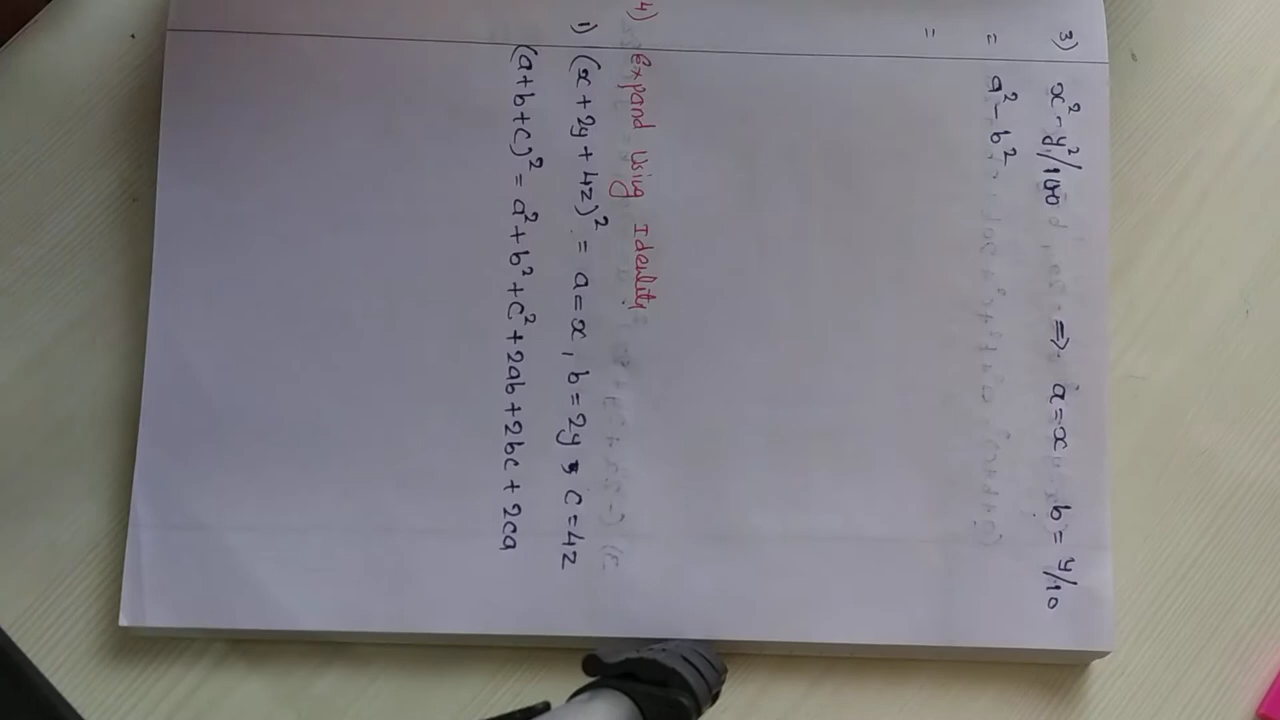 3) x² - y²/100 ⇒ a = x b = y/10
= a² - b²
=
4) Expand Using Identity
1) (x + 2y + 4z)² = a = x , b = 2y , c = 4z
(a + b + c)² = a² + b² + c² + 2ab + 2bc + 2ca